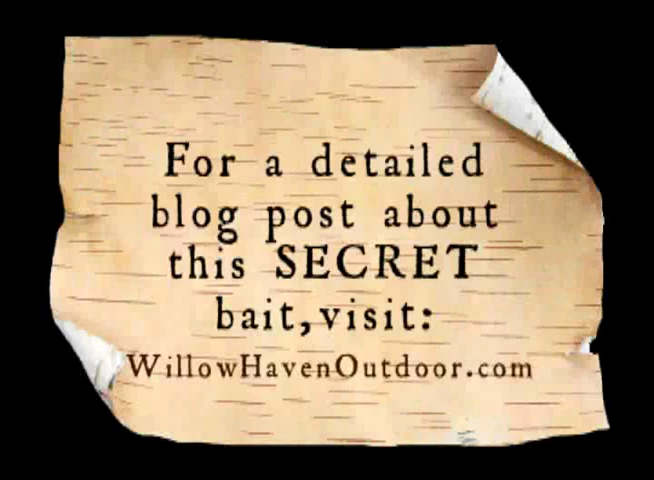 For a detailed
blog post about
this SECRET
bait,visit:
WillowHavenOutdoor.com